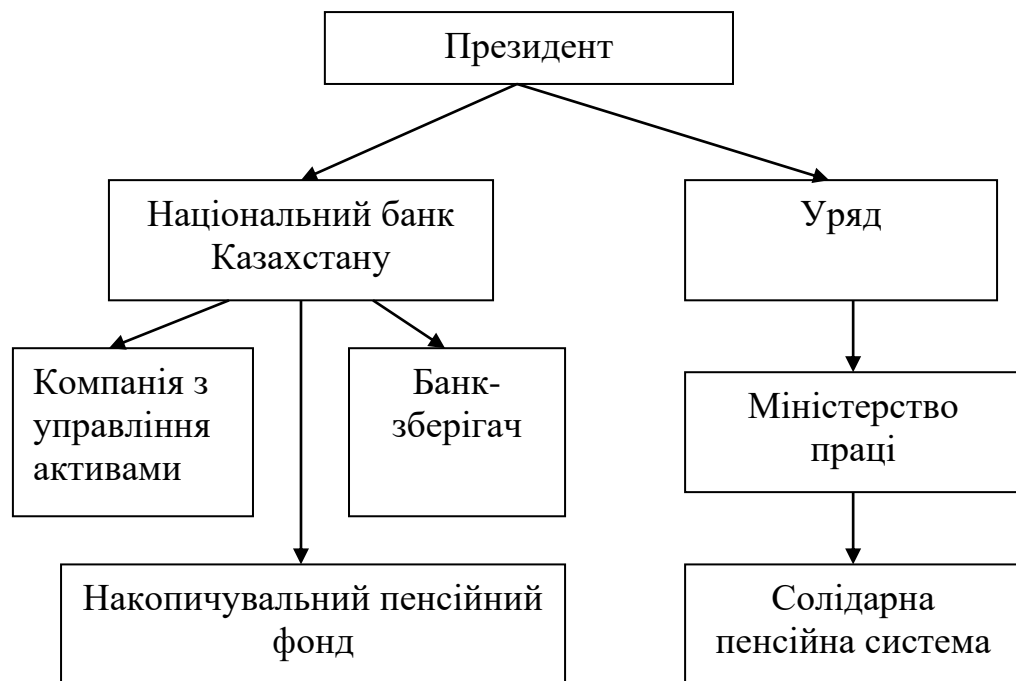 Президент
Національний банк
Казахстану
Уряд
Компанія з
управління
активами
Банк-
зберігач
Міністерство
праці
Накопичувальний пенсійний
фонд
Солідарна
пенсійна система